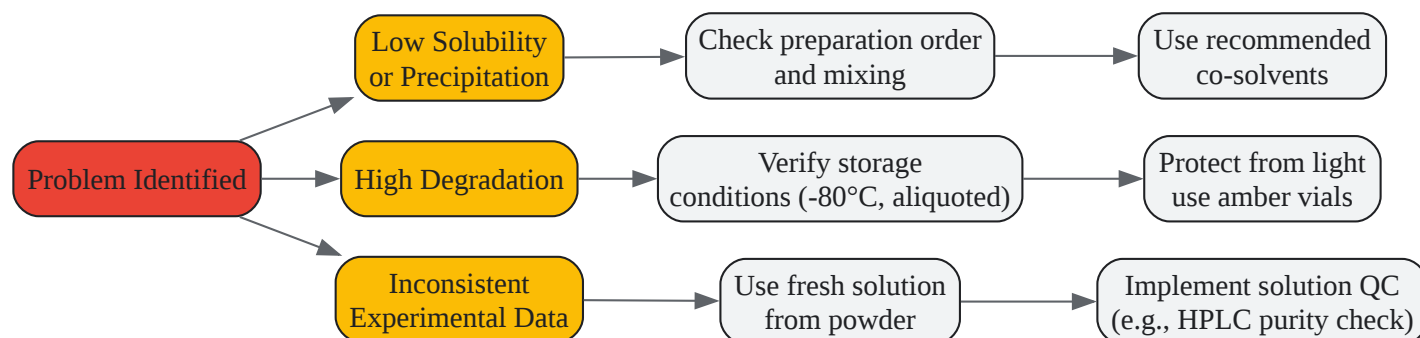 Low Solubility
or Precipitation
Check preparation order
and mixing
Use recommended
co-solvents
Problem Identified
High Degradation
Verify storage
conditions (-80°C, aliquoted)
Protect from light
use amber vials
Inconsistent
Experimental Data
Use fresh solution
from powder
Implement solution QC
(e.g., HPLC purity check)